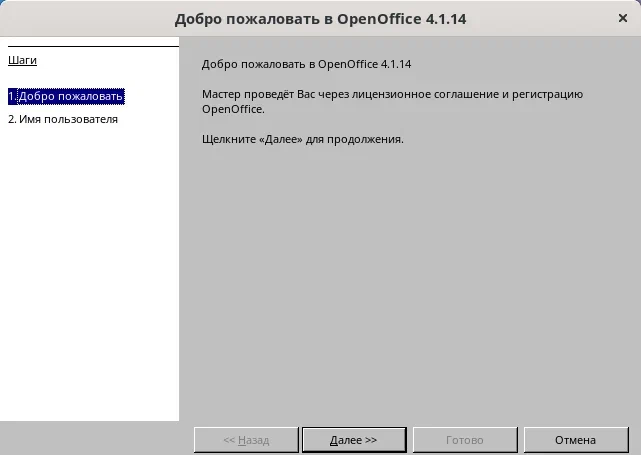 Добро пожаловать в OpenOffice 4.1.14
Шаги
1. Добро пожаловать
2. Имя пользователя
Добро пожаловать в OpenOffice 4.1.14
Мастер проведёт Вас через лицензионное соглашение и регистрацию
OpenOffice.
Щелкните «Далее» для продолжения.
<< Назад
Далее >>
Готово
Отмена